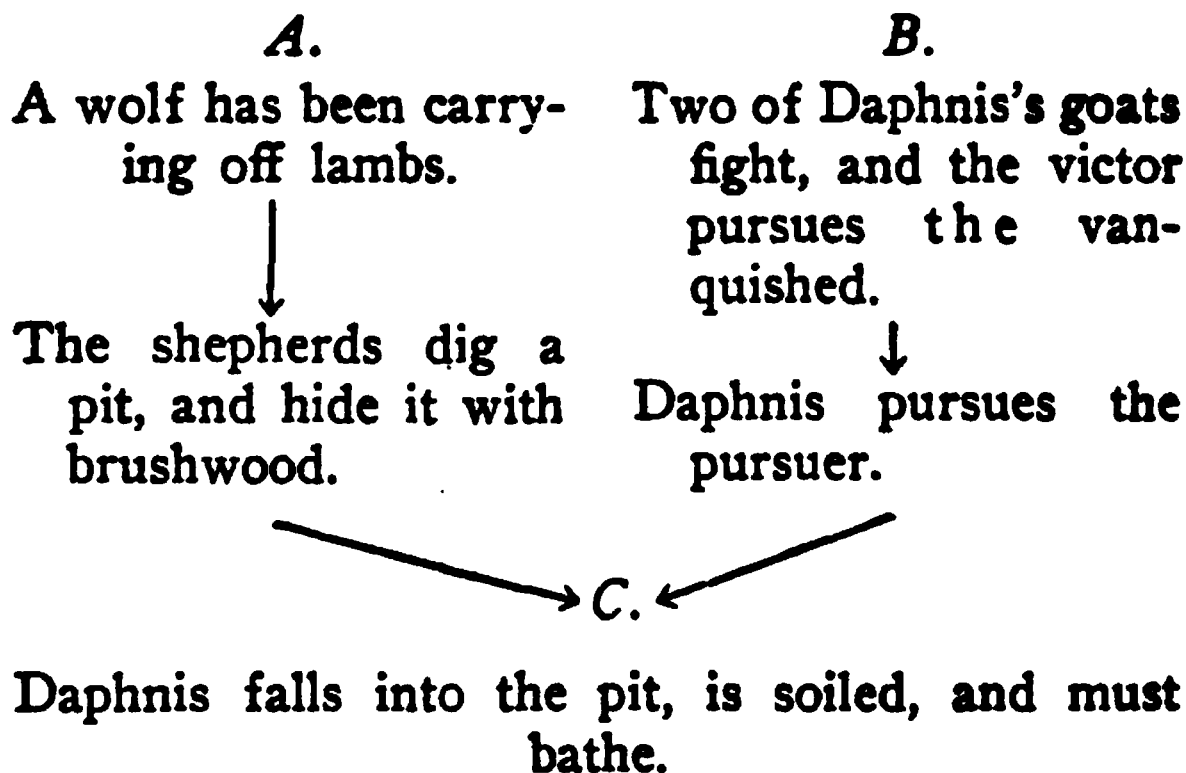 A.
A wolf has been carry-
ing off lambs.
The shepherds dig a
pit, and hide it with
brushwood.
B.
Two of Daphnis's goats
fight, and the victor
pursues the van-
quished.
Daphnis pursues the
pursuer.
C.
Daphnis falls into the pit, is soiled, and must
bathe.